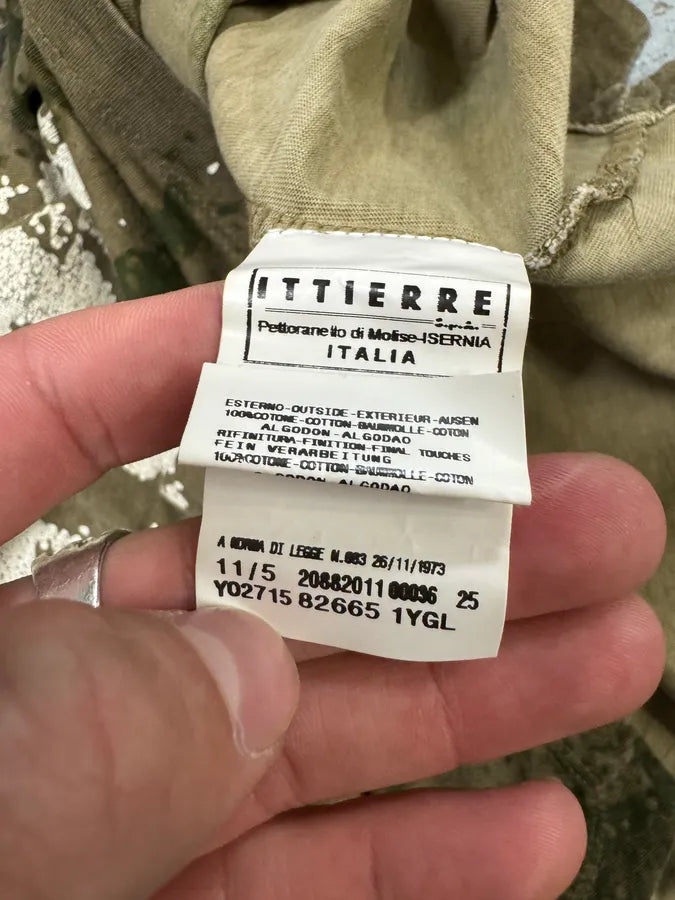 ITTIERRE
S.p.A.
Pettoranello di Molise-ISERNIA
ITALIA
ESTERNO-OUTSIDE-EXTERIEUR-AUSEN
100%COTONE-COTTON-BAUMWOLLE-COTON
ALGODON-ALGODAO
RIFINITURA-FINITION-FINAL TOUCHES
FEIN VERARBEITUNG
100%COTONE-COTTON-BAUMWOLLE-COTON
ALGODAO
A NORMA DI LEGGE N.883 26/11/1973
11/5 20882011 00036 25
Y02715 82665 1YGL